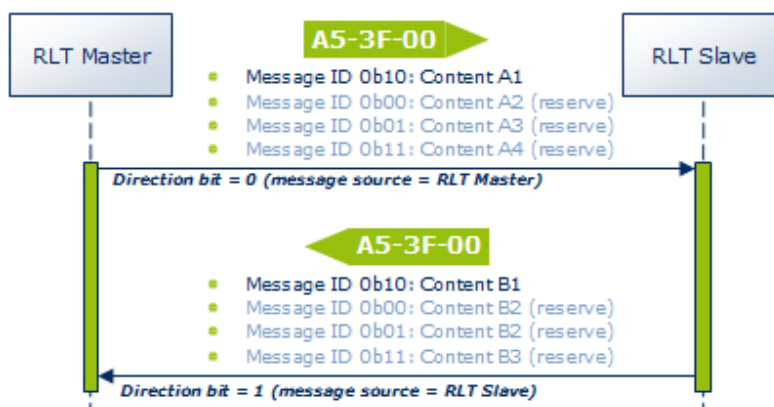 RLT Master
A5-3F-00
RLT Slave
Message ID 0b10: Content A1
Message ID 0b00: Content A2 (reserve)
Message ID 0b01: Content A3 (reserve)
Message ID 0b11: Content A4 (reserve)
Direction bit = 0 (message source = RLT Master)
A5-3F-00
Message ID 0b10: Content B1
Message ID 0b00: Content B2 (reserve)
Message ID 0b01: Content B2 (reserve)
Message ID 0b11: Content B3 (reserve)
Direction bit = 1 (message source = RLT Slave)